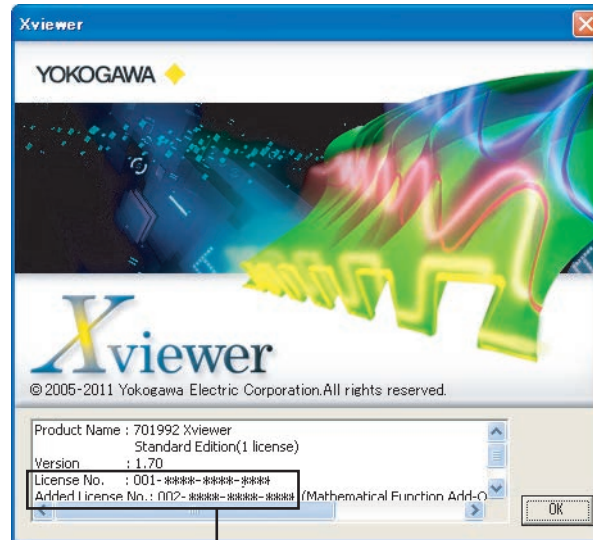 Xviewer
YOKOGAWA
Xviewer
© 2005-2011 Yokogawa Electric Corporation.All rights reserved.
Product Name : 701992 Xviewer
Standard Edition(1 license)
Version : 1.70
License No. : 001-****-****-****
Added License No.: 002-****-****-**** (Mathematical Function Add-O
OK